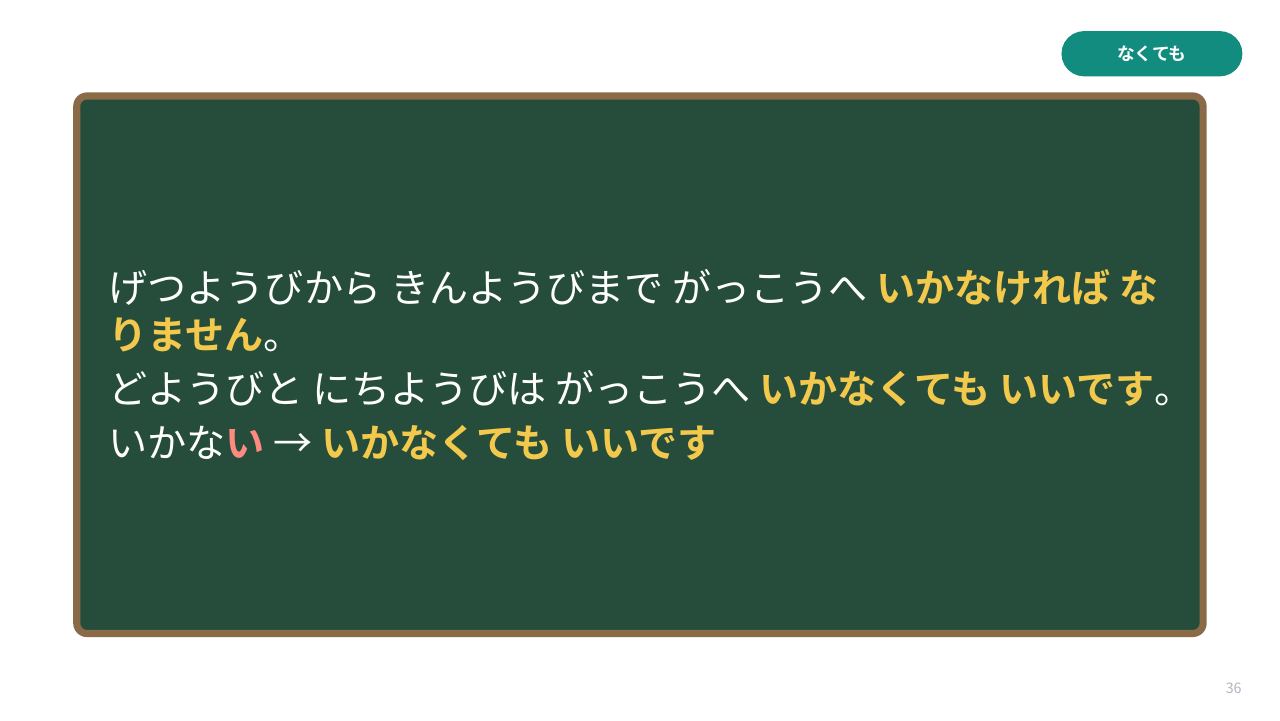 なくても
げつようびから きんようびまで がっこうへ いかなければ な
りません。
どようびと にちようびは がっこうへ いかなくても いいです。
いかない → いかなくても いいです
36